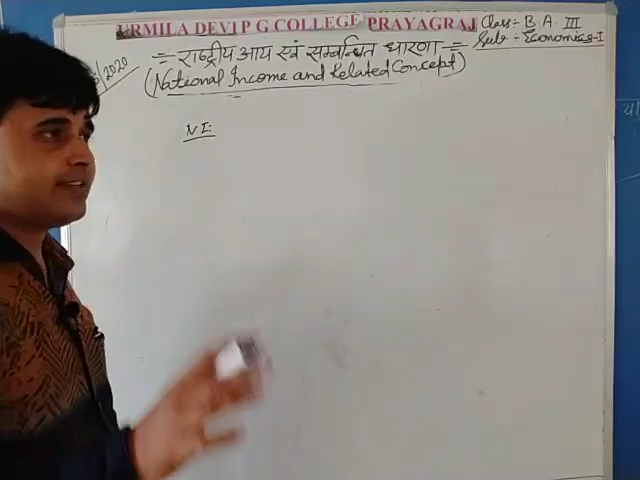 URMILA DEVI P G COLLEGE PRAYAGRAJ
Class:- B.A. III
Sub:- Economics-I
/2020
राष्ट्रीय आय एवं सम्बन्धित धारणा
(National Income and Related Concept)
NI: